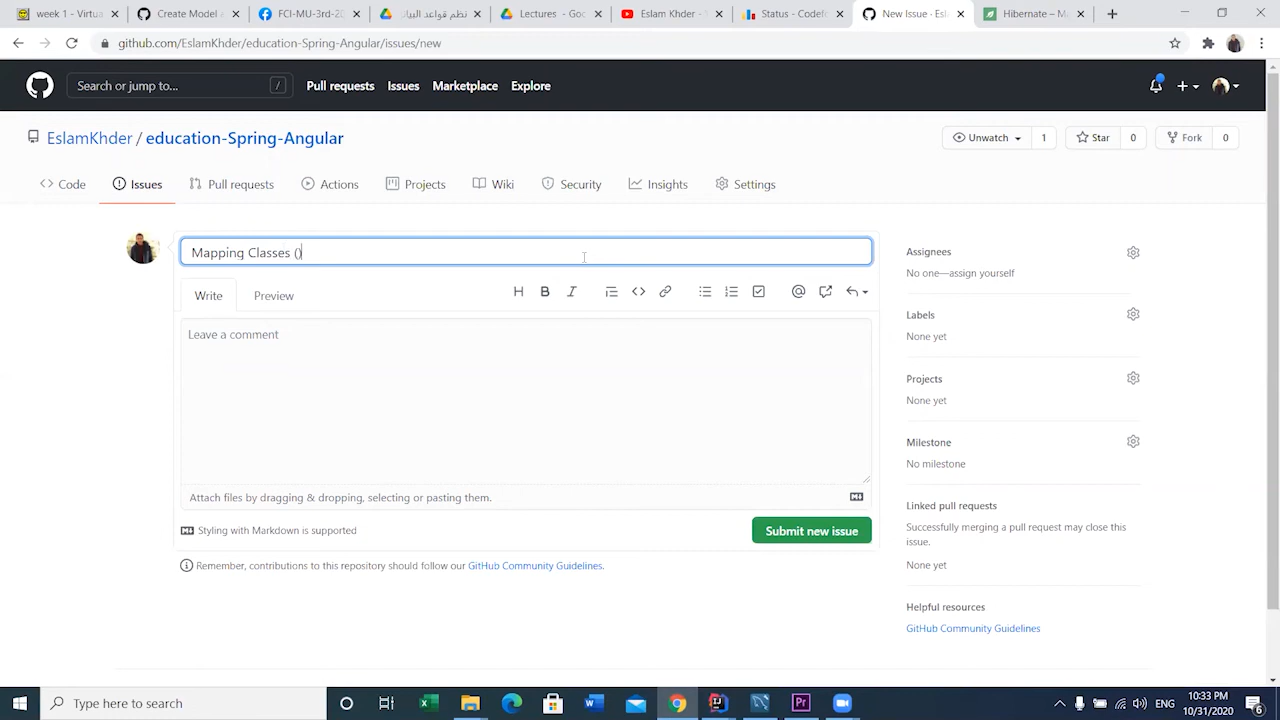 week 1 - Virtua
Create Model
FCI-MU-3rd-20
نظم قواعد البيان
Lectures - Goo
Eslam Khder - Y
Status - Codef
New Issue · Esl
Hibernate - Ma
github.com/EslamKhder/education-Spring-Angular/issues/new
Search or jump to... /
Pull requests Issues Marketplace Explore
EslamKhder / education-Spring-Angular
Unwatch 1 Star 0 Fork 0
Code Issues Pull requests Actions Projects Wiki Security Insights Settings
Mapping Classes ()
Write Preview
Leave a comment
Attach files by dragging & dropping, selecting or pasting them.
Styling with Markdown is supported
Submit new issue
Remember, contributions to this repository should follow our GitHub Community Guidelines.
Assignees
No one—assign yourself
Labels
None yet
Projects
None yet
Milestone
No milestone
Linked pull requests
Successfully merging a pull request may close this
issue.
None yet
Helpful resources
GitHub Community Guidelines
Type here to search
10:33 PM
10/31/2020
6